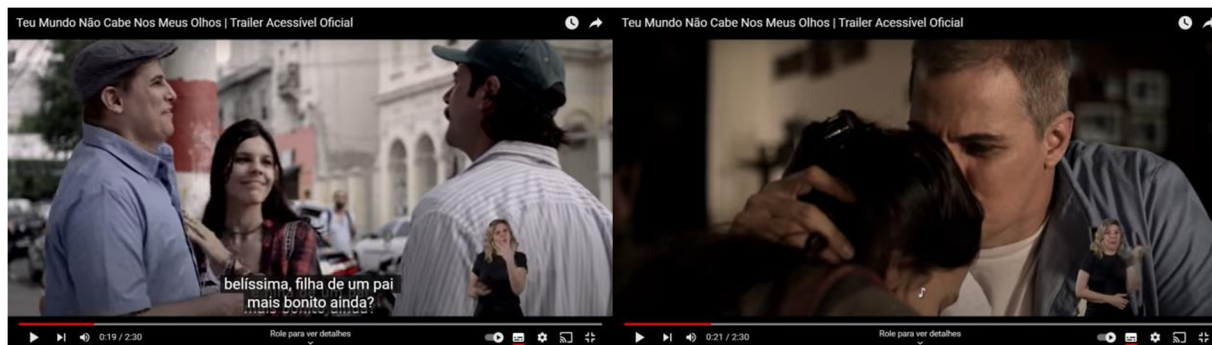 Teu Mundo Não Cabe Nos Meus Olhos | Trailer Acessível Oficial
belíssima, filha de um pai
mais bonito ainda?
0:19 / 2:30
Role para ver detalhes
Teu Mundo Não Cabe Nos Meus Olhos | Trailer Acessível Oficial
0:21 / 2:30
Role para ver detalhes